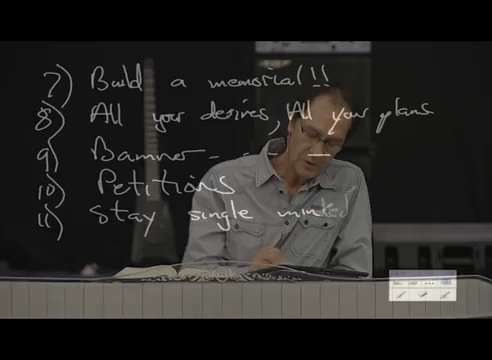 7) Build a memorial!!
8) All your desires, All your plans
9) Banner - - - —
10) Petitions
11) Stay single minded